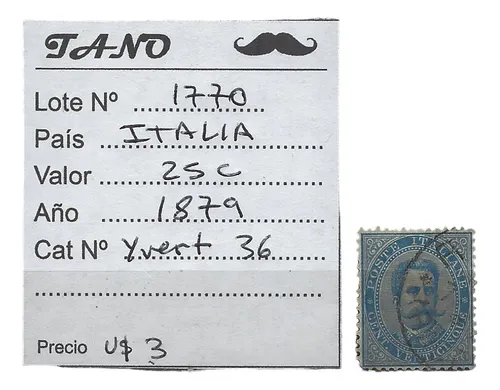 TANO
Lote Nº 1770
País ITALIA
Valor 25 C
Año 1879
Cat Nº Yvert 36
Precio U$ 3
POSTE ITALIANE
CENT. VENTICINQUE